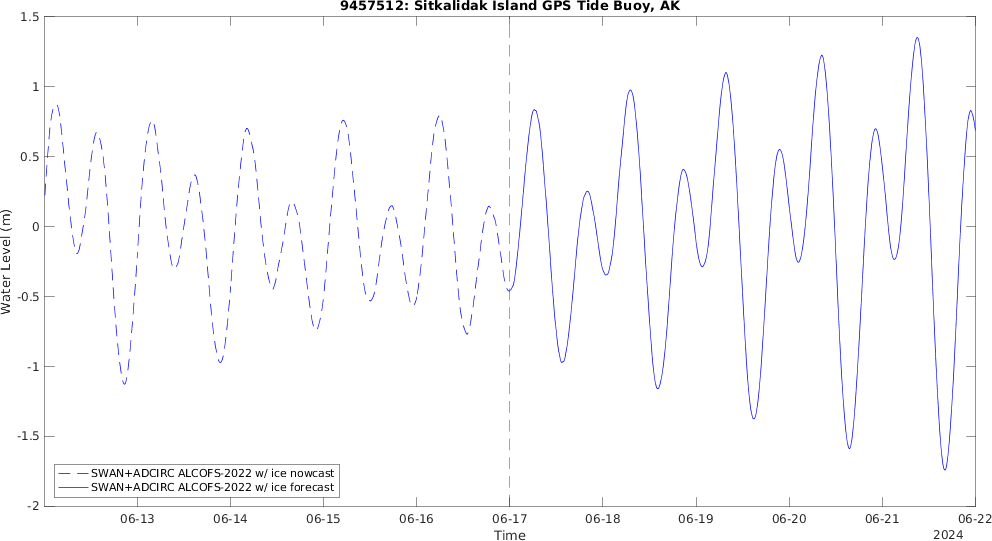 9457512: Sitkalidak Island GPS Tide Buoy, AK
1.5
1
0.5
0
-0.5
-1
-1.5
-2
Water Level (m)
SWAN+ADCIRC ALCOFS-2022 w/ ice nowcast
SWAN+ADCIRC ALCOFS-2022 w/ ice forecast
06-13 06-14 06-15 06-16 06-17 06-18 06-19 06-20 06-21 06-22
Time
2024